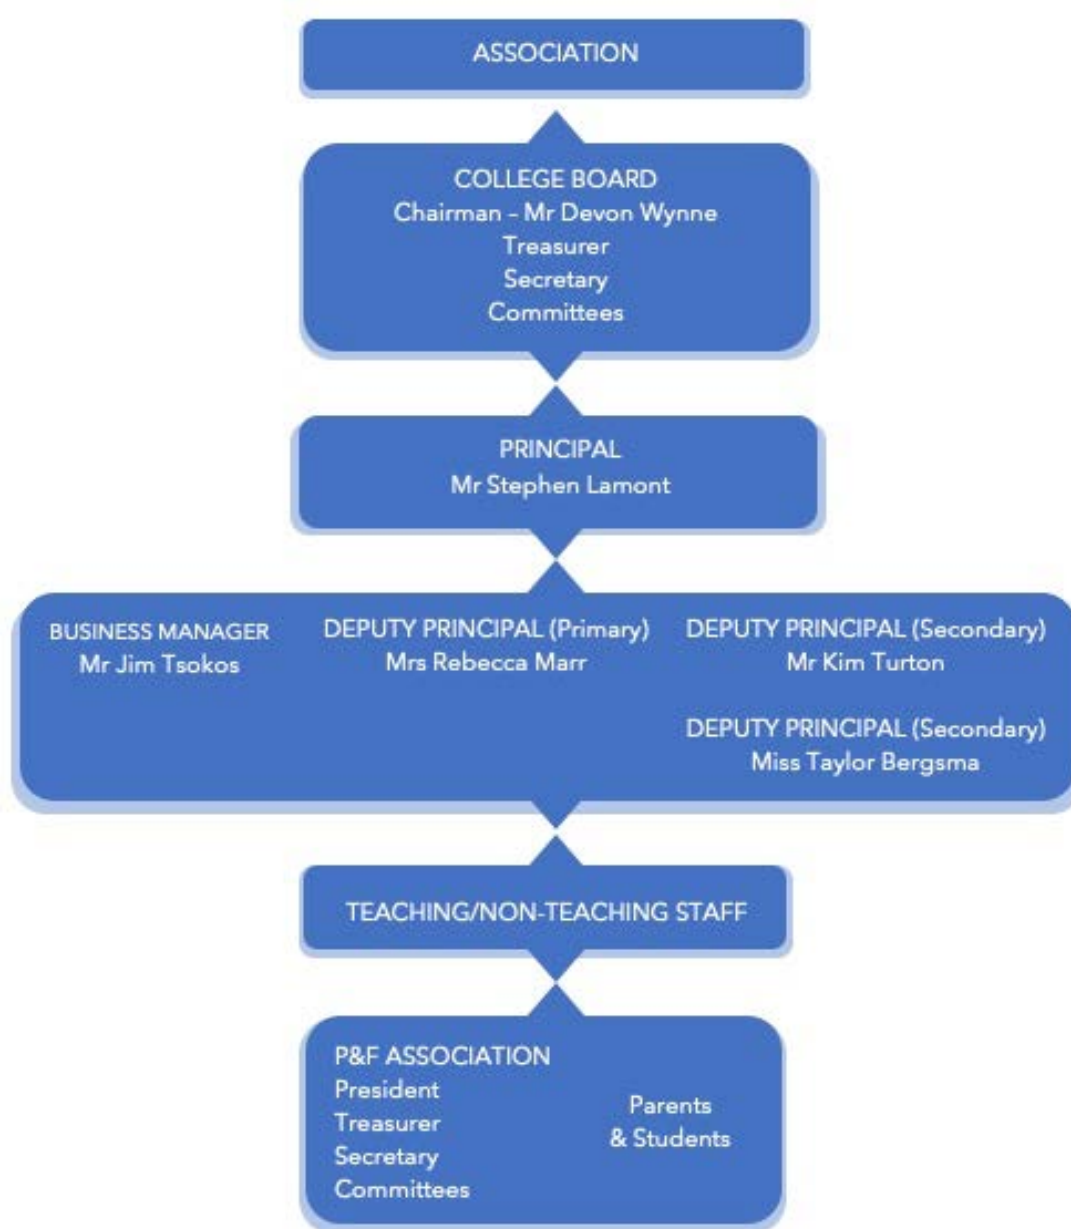 ASSOCIATION
COLLEGE BOARD
Chairman – Mr Devon Wynne
Treasurer
Secretary
Committees
PRINCIPAL
Mr Stephen Lamont
BUSINESS MANAGER
Mr Jim Tsokos
DEPUTY PRINCIPAL (Primary)
Mrs Rebecca Marr
DEPUTY PRINCIPAL (Secondary)
Mr Kim Turton
DEPUTY PRINCIPAL (Secondary)
Miss Taylor Bergsma
TEACHING/NON-TEACHING STAFF
P&F ASSOCIATION
President
Treasurer
Secretary
Committees
Parents
& Students